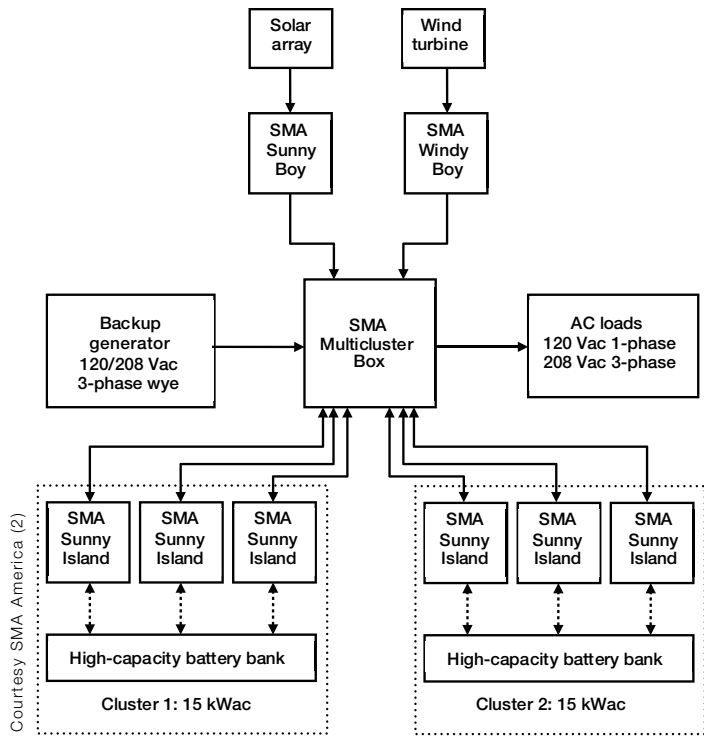 Solar
array
Wind
turbine
SMA
Sunny
Boy
SMA
Windy
Boy
Backup
generator
120/208 Vac
3-phase wye
SMA
Multicluster
Box
AC loads
120 Vac 1-phase
208 Vac 3-phase
SMA
Sunny
Island
SMA
Sunny
Island
SMA
Sunny
Island
High-capacity battery bank
Cluster 1: 15 kWac
SMA
Sunny
Island
SMA
Sunny
Island
SMA
Sunny
Island
High-capacity battery bank
Cluster 2: 15 kWac
Courtesy SMA America (2)